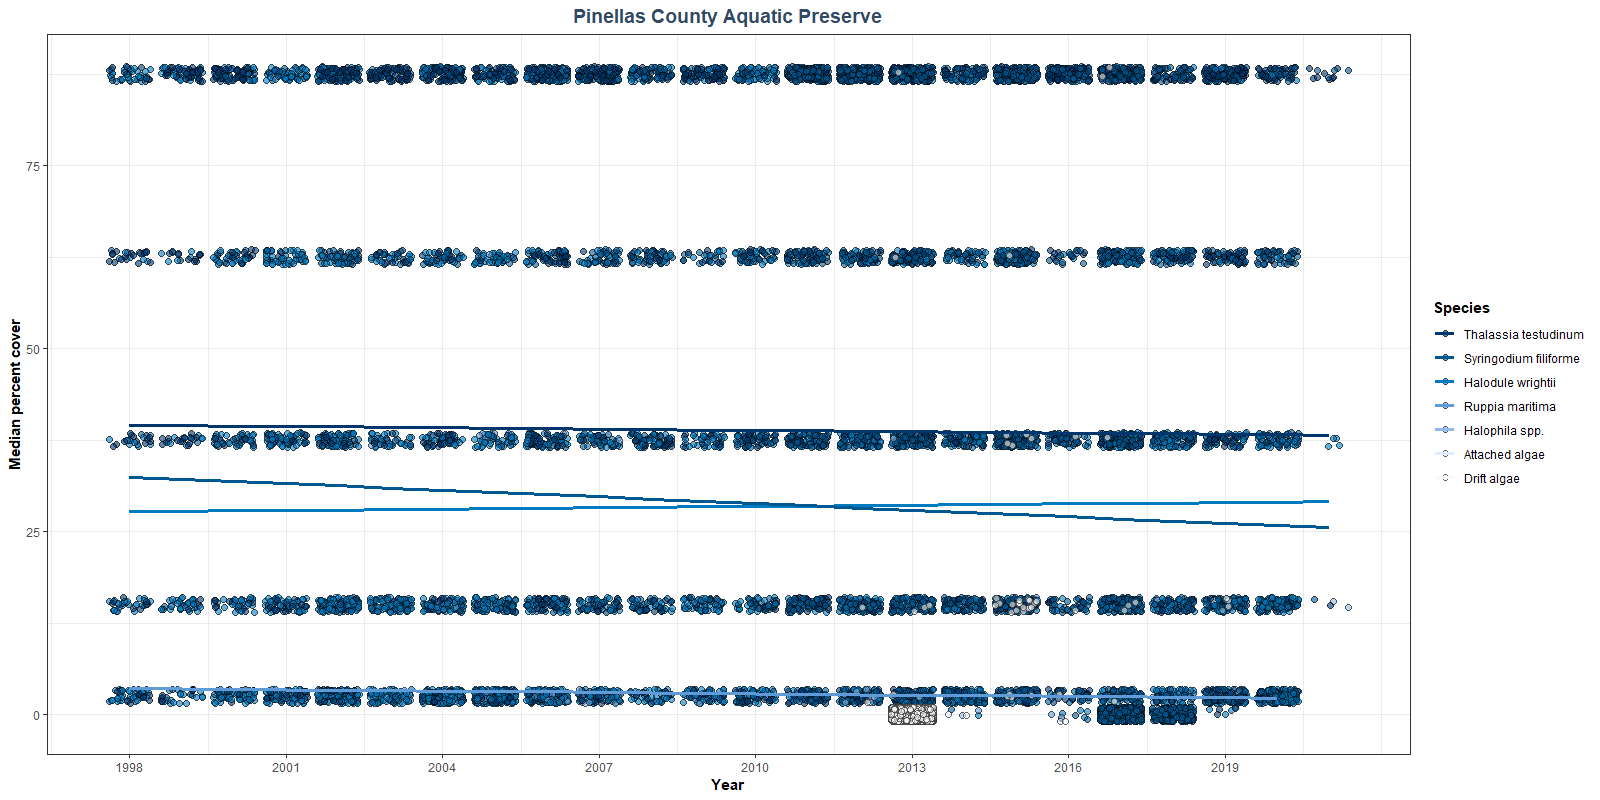 Pinellas County Aquatic Preserve
Median percent cover
75
50
25
0
1998
2001
2004
2007
2010
2013
2016
2019
Year
Species
Thalassia testudinum
Syringodium filiforme
Halodule wrightii
Ruppia maritima
Halophila spp.
Attached algae
Drift algae